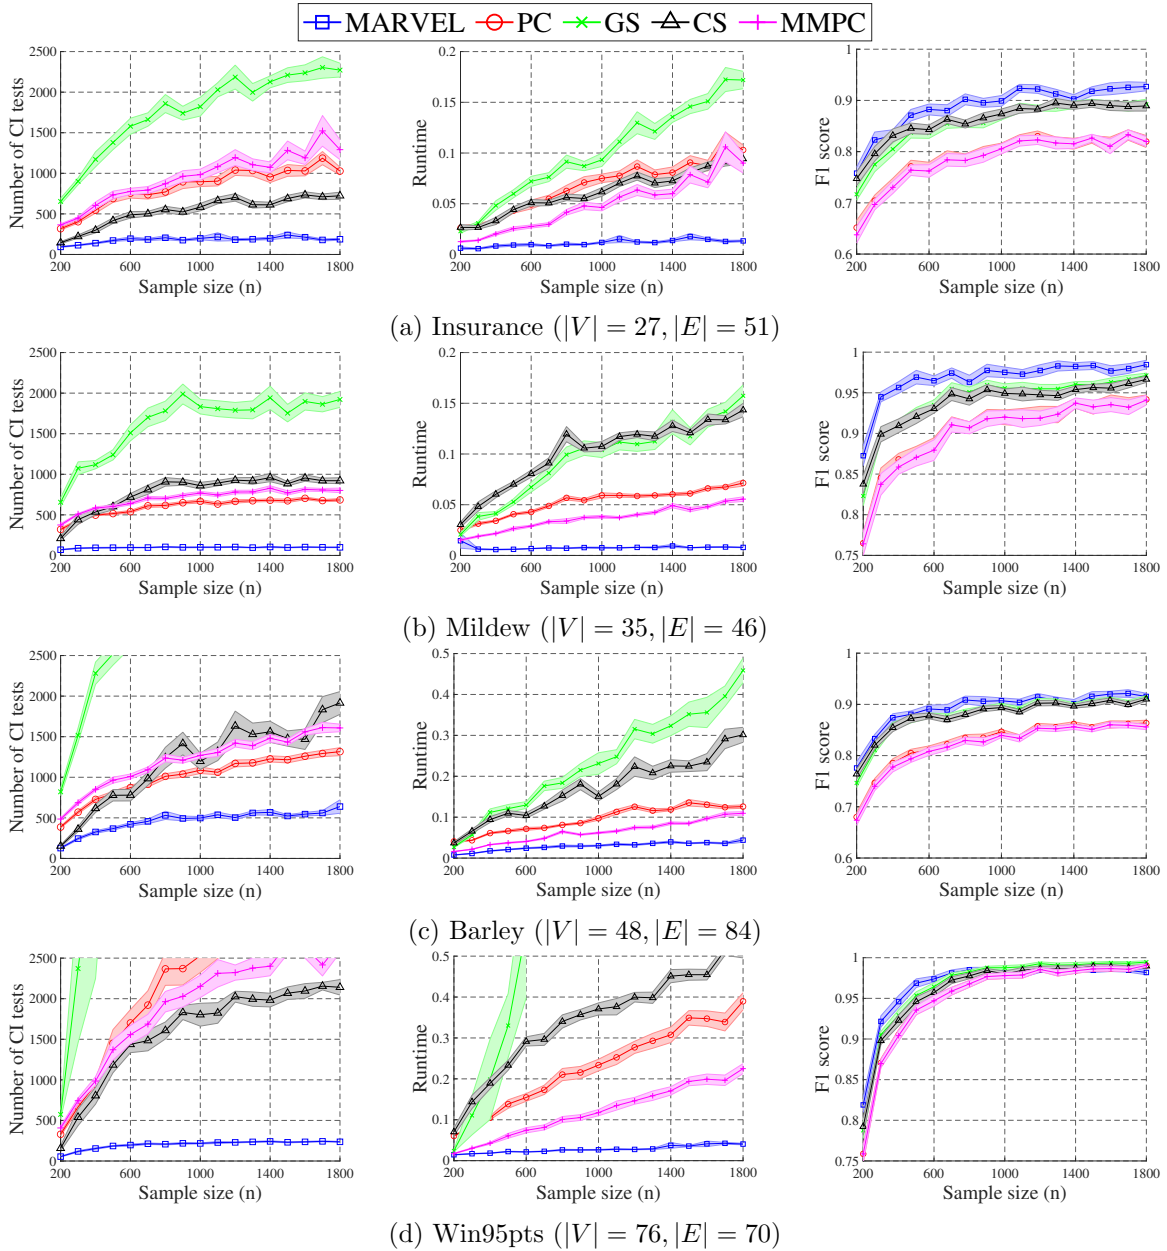 MARVEL PC GS CS MMPC
2500
2000
1500
1000
500
0
200 600 1000 1400 1800
Number of CI tests
Sample size (n)
0.2
0.15
0.1
0.05
0
200 600 1000 1400 1800
Runtime
Sample size (n)
1
0.9
0.8
0.7
0.6
200 600 1000 1400 1800
F1 score
Sample size (n)
(a) Insurance (|V| = 27, |E| = 51)
2500
2000
1500
1000
500
0
200 600 1000 1400 1800
Number of CI tests
Sample size (n)
0.2
0.15
0.1
0.05
0
200 600 1000 1400 1800
Runtime
Sample size (n)
1
0.95
0.9
0.85
0.8
0.75
200 600 1000 1400 1800
F1 score
Sample size (n)
(b) Mildew (|V| = 35, |E| = 46)
2500
2000
1500
1000
500
0
200 600 1000 1400 1800
Number of CI tests
Sample size (n)
0.5
0.4
0.3
0.2
0.1
0
200 600 1000 1400 1800
Runtime
Sample size (n)
1
0.9
0.8
0.7
0.6
200 600 1000 1400 1800
F1 score
Sample size (n)
(c) Barley (|V| = 48, |E| = 84)
2500
2000
1500
1000
500
0
200 600 1000 1400 1800
Number of CI tests
Sample size (n)
0.5
0.4
0.3
0.2
0.1
0
200 600 1000 1400 1800
Runtime
Sample size (n)
1
0.95
0.9
0.85
0.8
0.75
200 600 1000 1400 1800
F1 score
Sample size (n)
(d) Win95pts (|V| = 76, |E| = 70)